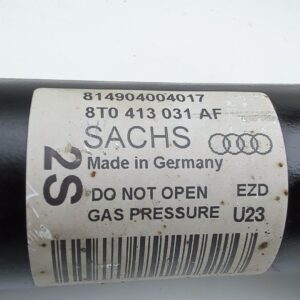 814904004017
8T0 413 031 AF
SACHS
Made in Germany
2S
DO NOT OPEN EZD
GAS PRESSURE U23